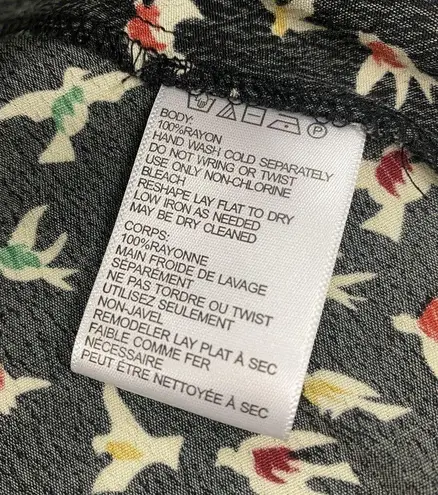 BODY:
100%RAYON
HAND WASH COLD SEPARATELY
DO NOT WRING OR TWIST
USE ONLY NON-CHLORINE
BLEACH
RESHAPE LAY FLAT TO DRY
LOW IRON AS NEEDED
MAY BE DRY CLEANED
CORPS:
100%RAYONNE
MAIN FROIDE DE LAVAGE
SÉPAREMENT
NE PAS TORDRE OU TWIST
UTILISEZ SEULEMENT
NON-JAVEL
REMODELER LAY PLAT À SEC
FAIBLE COMME FER
NÉCESSAIRE
PEUT ÊTRE NETTOYÉE À SEC